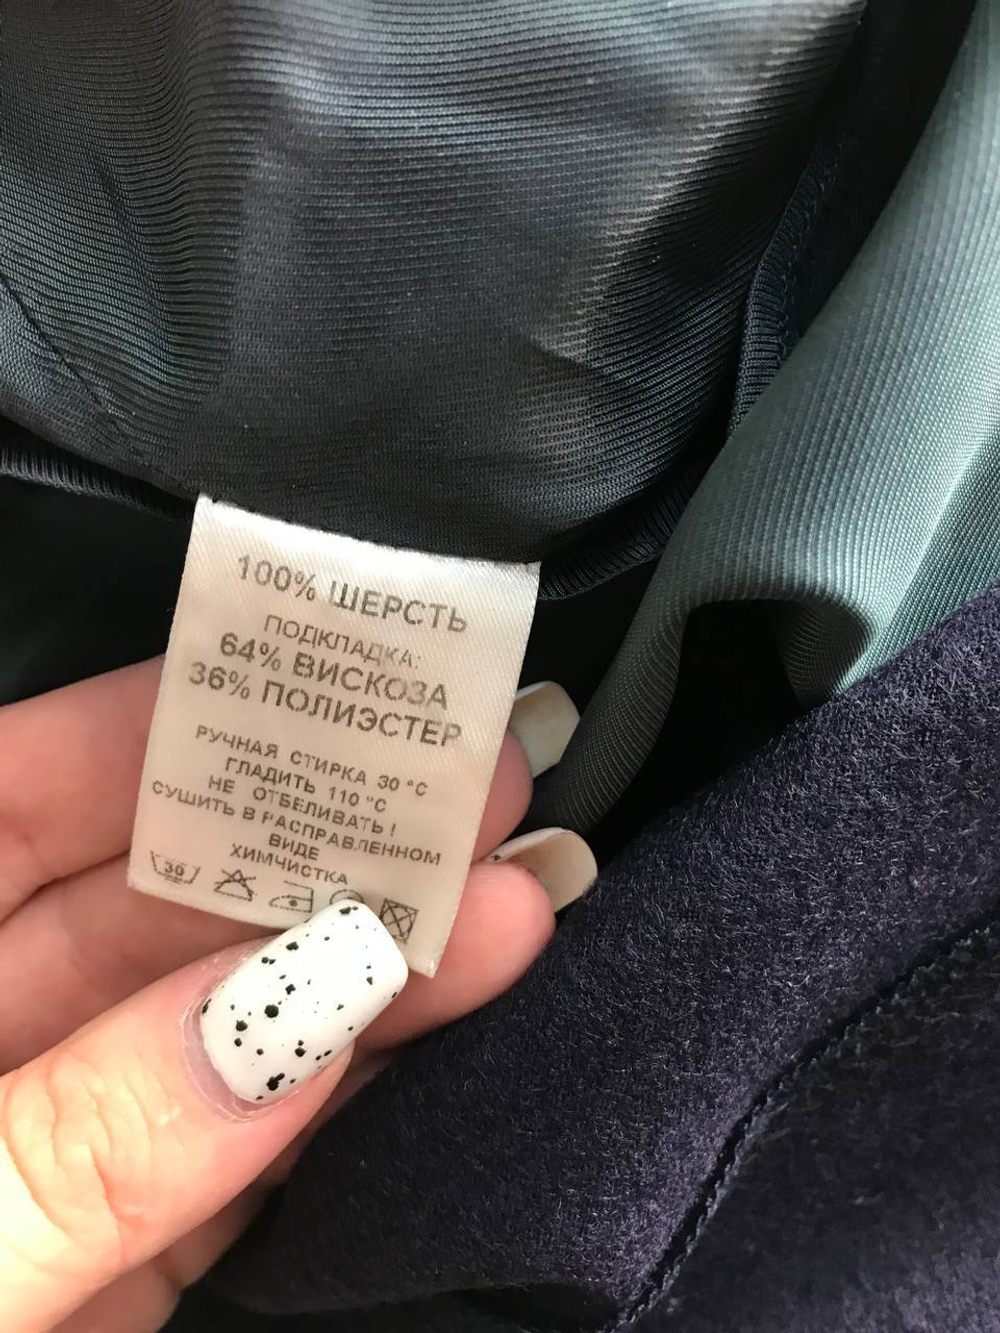 100% ШЕРСТЬ
ПОДКЛАДКА:
64% ВИСКОЗА
36% ПОЛИЭСТЕР
РУЧНАЯ СТИРКА 30 °С
ГЛАДИТЬ 110 °С
НЕ ОТБЕЛИВАТЬ !
СУШИТЬ В РАСПРАВЛЕННОМ
ВИДЕ
ХИМЧИСТКА
30